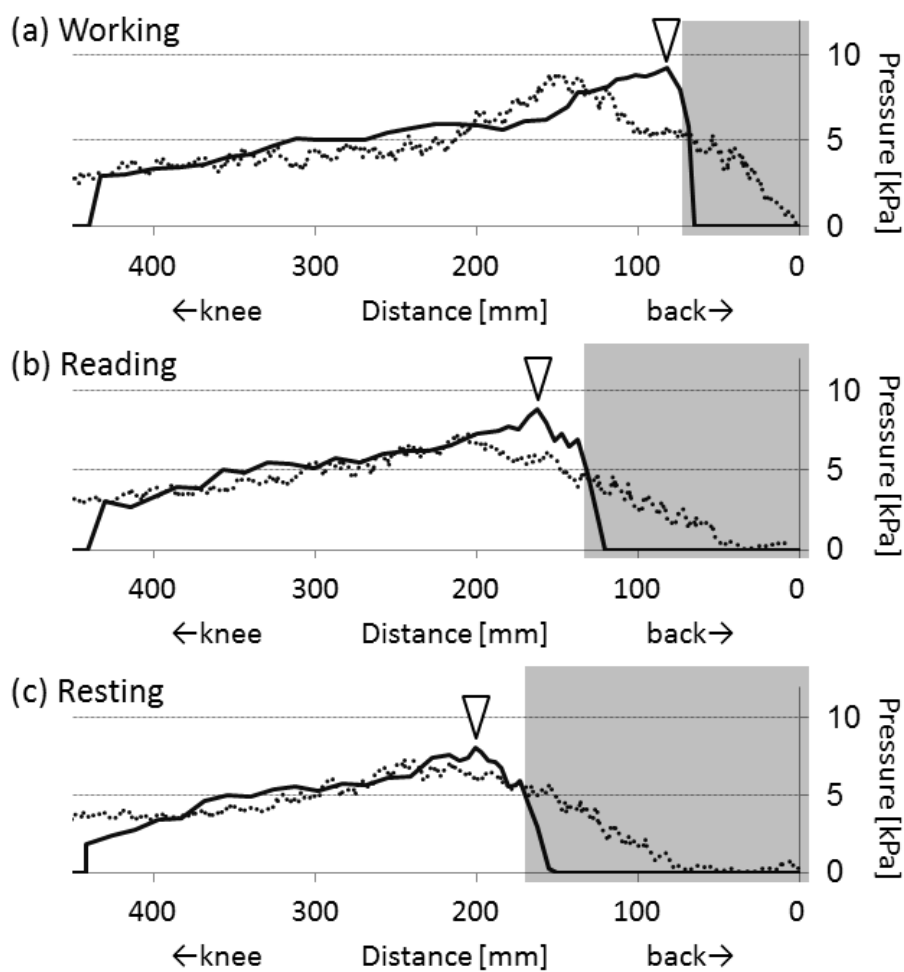 (a) Working
10
5
0
Pressure [kPa]
400 300 200 100 0
←knee Distance [mm] back→
(b) Reading
10
5
0
Pressure [kPa]
400 300 200 100 0
←knee Distance [mm] back→
(c) Resting
10
5
0
Pressure [kPa]
400 300 200 100 0
←knee Distance [mm] back→